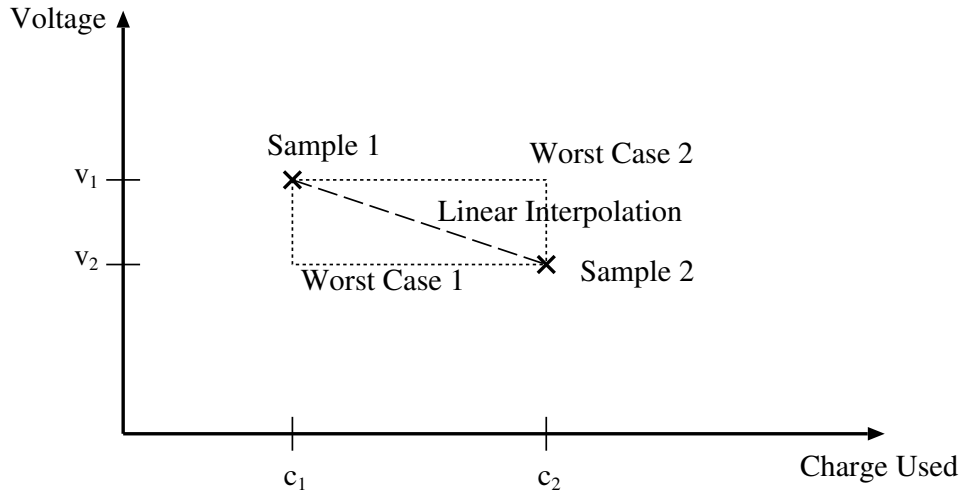 Voltage
Sample 1
Worst Case 2
v₁
Linear Interpolation
v₂
Worst Case 1
Sample 2
c₁
c₂
Charge Used